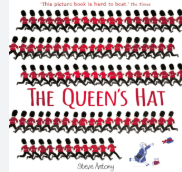 'This picture book is hard to beat.' The Times
THE QUEEN'S HAT
Steve Antony